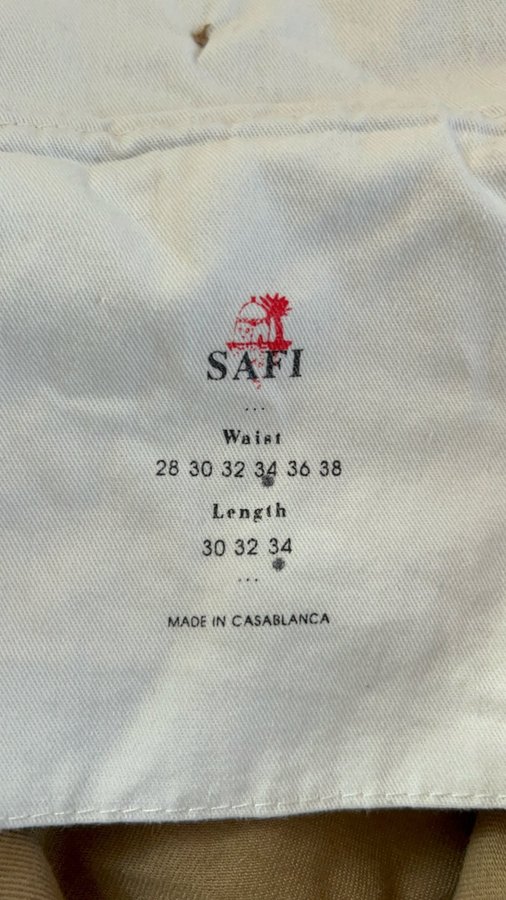 SAFI
...
Waist
28 30 32 34 36 38
Length
30 32 34
...
MADE IN CASABLANCA